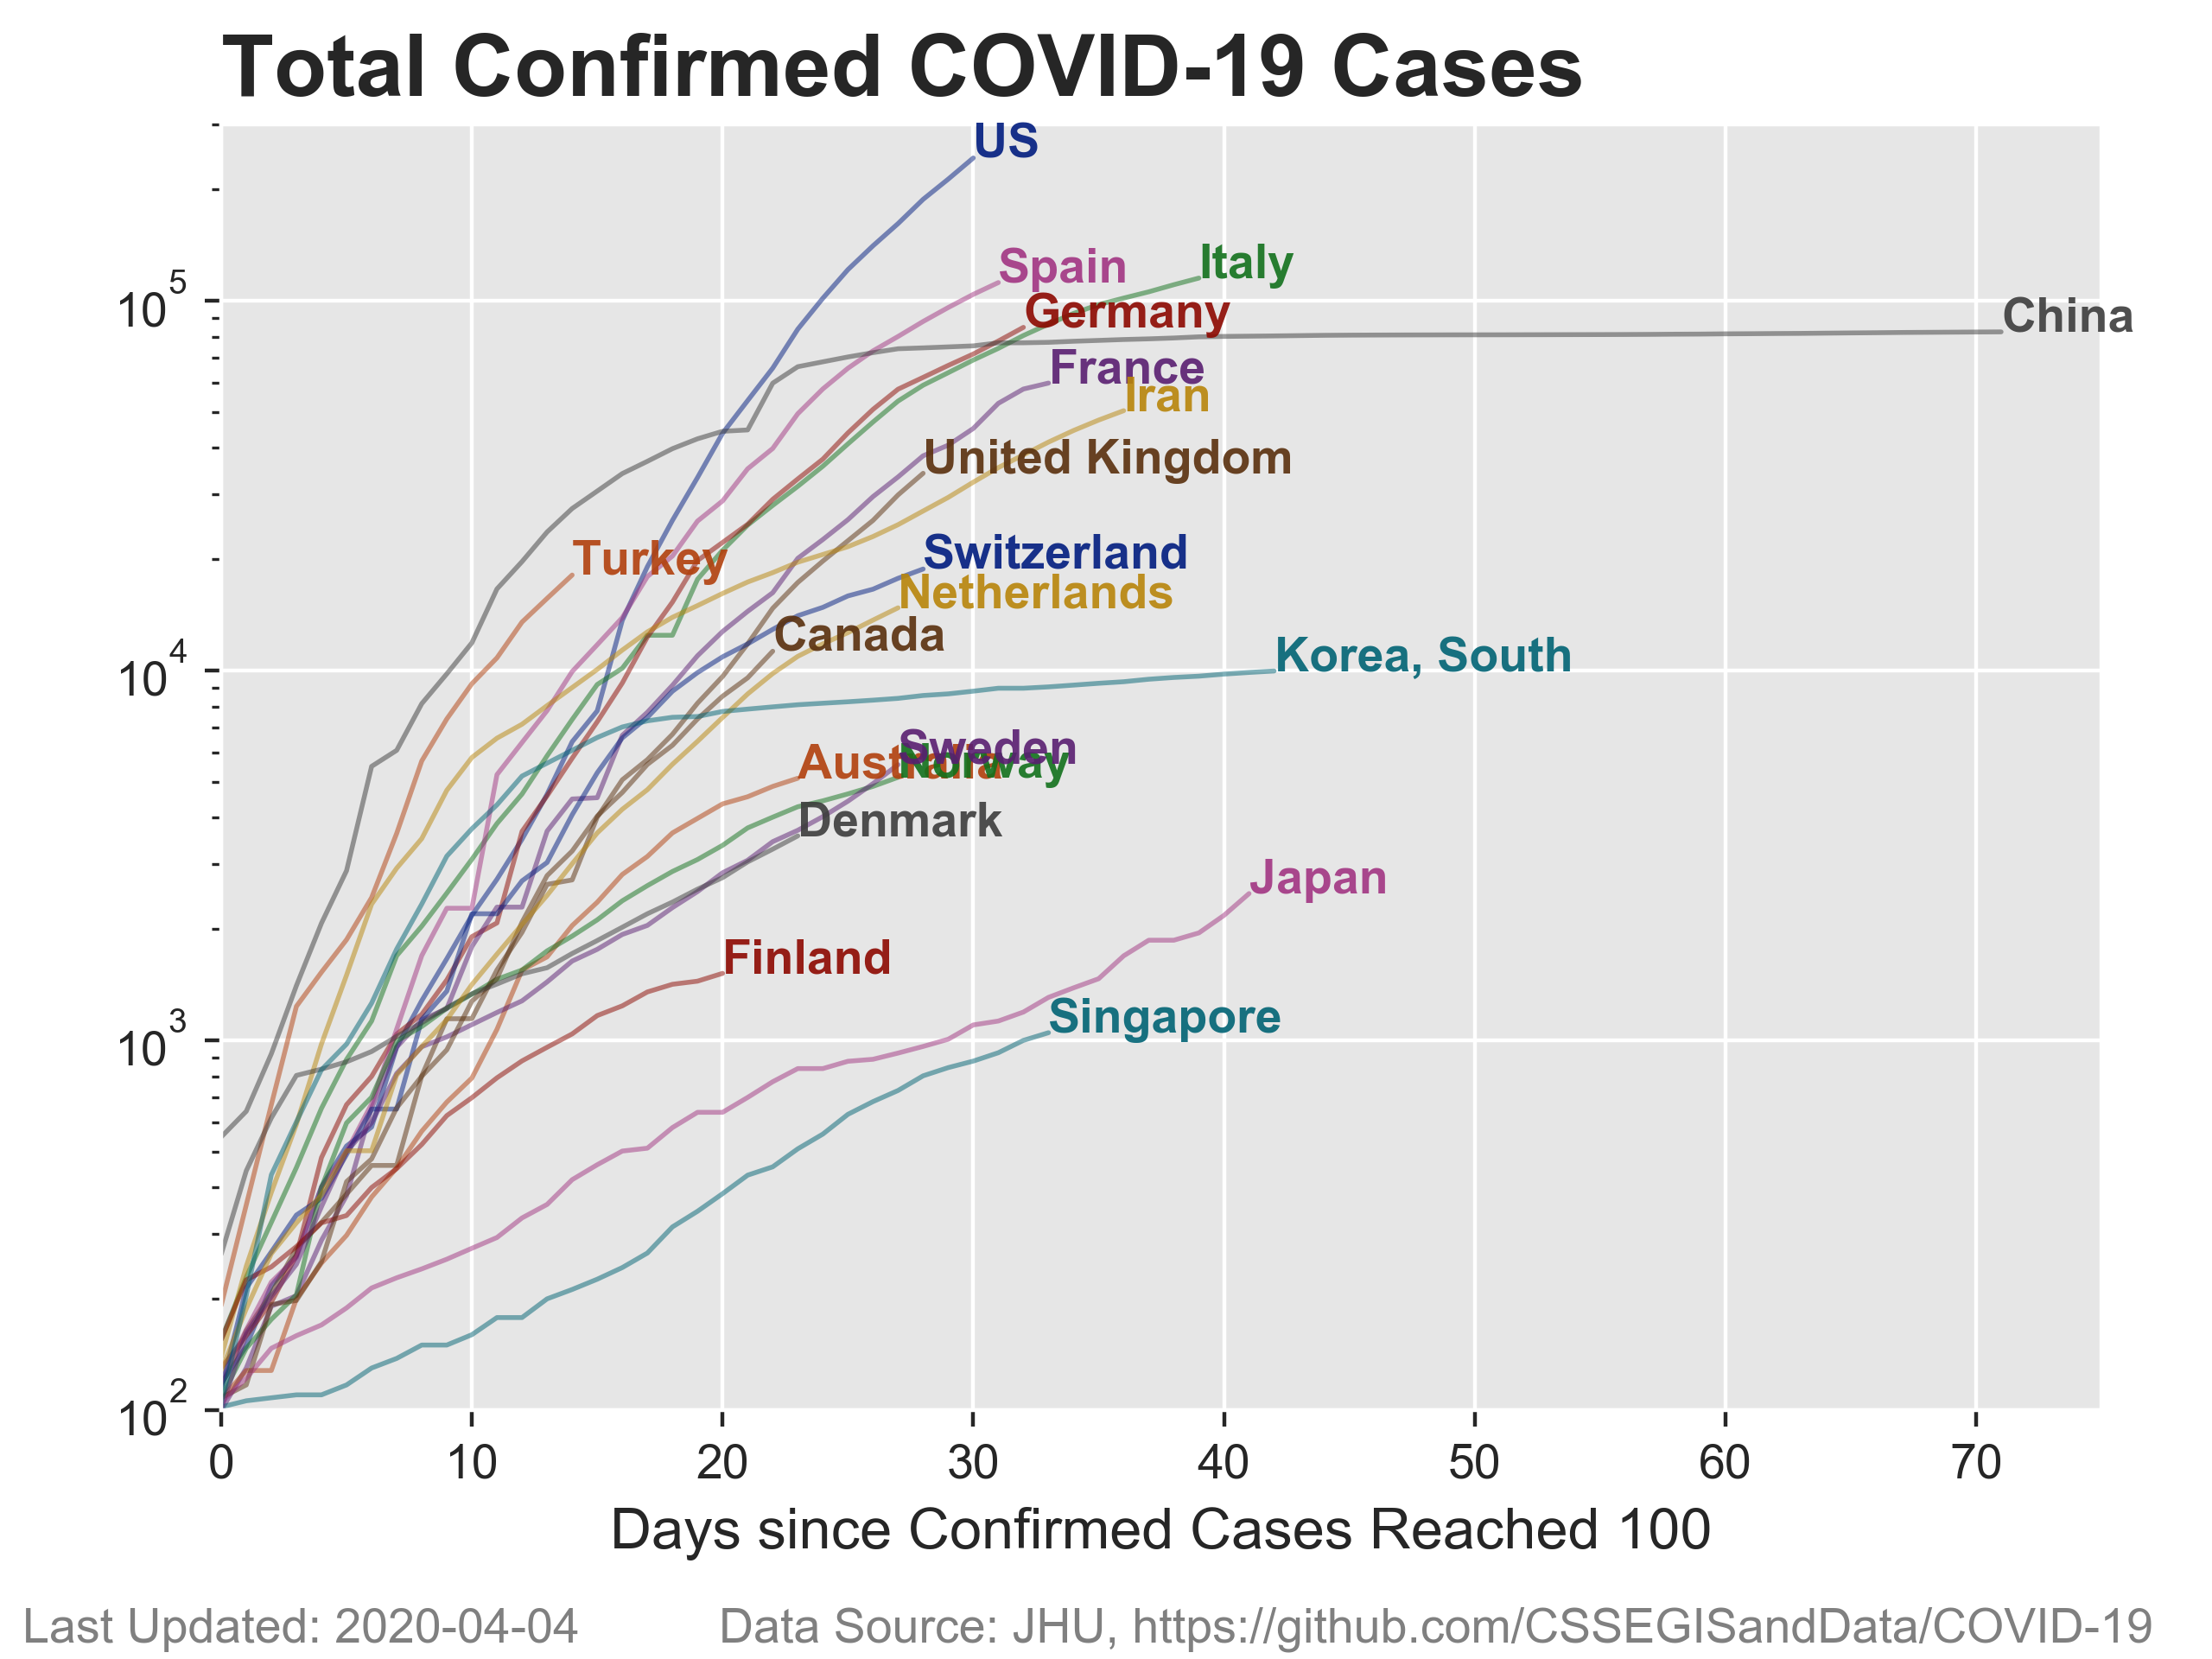 Total Confirmed COVID-19 Cases
US
Spain
Italy
Germany
China
France
Iran
United Kingdom
Turkey
Switzerland
Netherlands
Canada
Korea, South
Sweden
Australia
Norway
Denmark
Japan
Finland
Singapore
10^5
10^4
10^3
10^2
0 10 20 30 40 50 60 70
Days since Confirmed Cases Reached 100
Last Updated: 2020-04-04 Data Source: JHU, https://github.com/CSSEGISandData/COVID-19